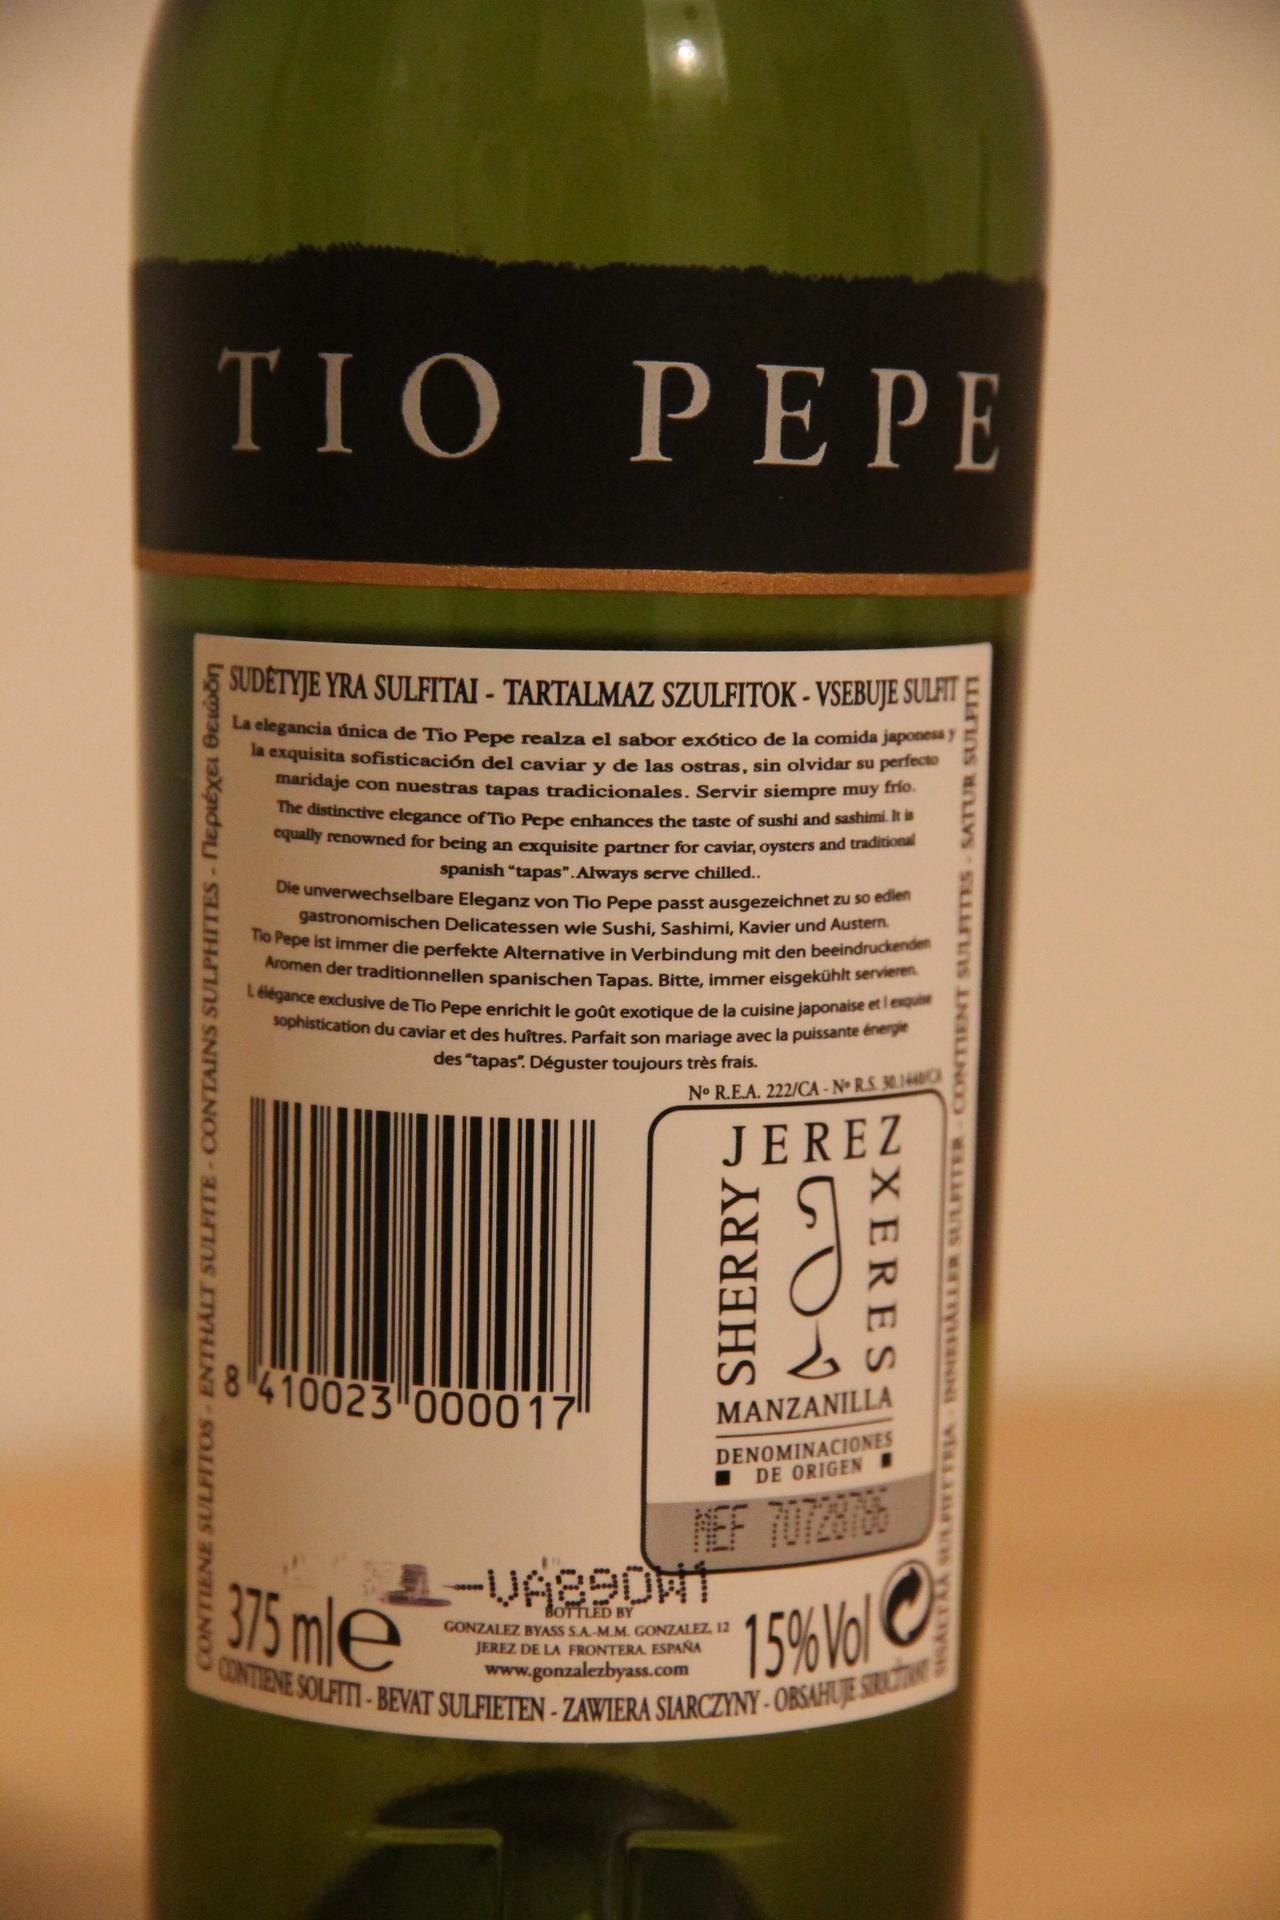 TIO PEPE
SUDĖTYJE YRA SULFITAI - TARTALMAZ SZULFITOK - VSEBUJE SULFIT
La elegancia única de Tio Pepe realza el sabor exótico de la comida japonesa y
la exquisita sofisticación del caviar y de las ostras, sin olvidar su perfecto
maridaje con nuestras tapas tradicionales. Servir siempre muy frío.
The distinctive elegance of Tio Pepe enhances the taste of sushi and sashimi. It is
equally renowned for being an exquisite partner for caviar, oysters and traditional
spanish "tapas". Always serve chilled..
Die unverwechselbare Eleganz von Tio Pepe passt ausgezeichnet zu so edlen
gastronomischen Delicatessen wie Sushi, Sashimi, Kavier und Austern.
Tio Pepe ist immer die perfekte Alternative in Verbindung mit den beeindruckenden
Aromen der traditionnellen spanischen Tapas. Bitte, immer eisgekühlt servieren.
L élégance exclusive de Tio Pepe enrichit le goût exotique de la cuisine japonaise et l exquise
sophistication du caviar et des huîtres. Parfait son mariage avec la puissante énergie
des "tapas". Déguster toujours très frais.
Nº R.E.A. 222/CA - Nº R.S. 30.1440/CA
JEREZ
XERES
SHERRY
MANZANILLA
DENOMINACIONES
DE ORIGEN
MEF 70728706
8 410023 000017
-VA89DW1
375 ml e
BOTTLED BY
GONZALEZ BYASS S.A.-M.M. GONZALEZ, 12
JEREZ DE LA FRONTERA. ESPAÑA
www.gonzalezbyass.com
15% Vol
CONTIENE SOLFITI - BEVAT SULFIETEN - ZAWIERA SIARCZYNY - OBSAHUJE
CONTIENE SULFITOS - ENTHÄLT SULFITE - CONTAINS SULPHITES - Περιέχει θειώδη
SISÄLTÄÄ SULFIITTEJA - INNEHÅLLER SULFITER - CONTIENT SULFITES - SATUR SULFITI